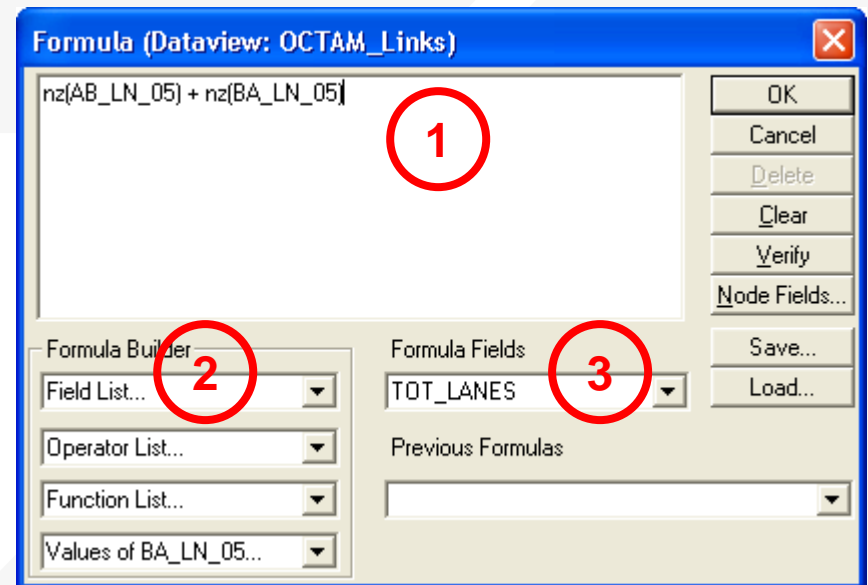 Formula (Dataview: OCTAM_Links)
nz(AB_LN_05) + nz(BA_LN_05)
1
OK
Cancel
Delete
Clear
Verify
Node Fields...
Save...
Load...
Formula Builder
2
Field List...
Operator List...
Function List...
Values of BA_LN_05...
Formula Fields
3
TOT_LANES
Previous Formulas